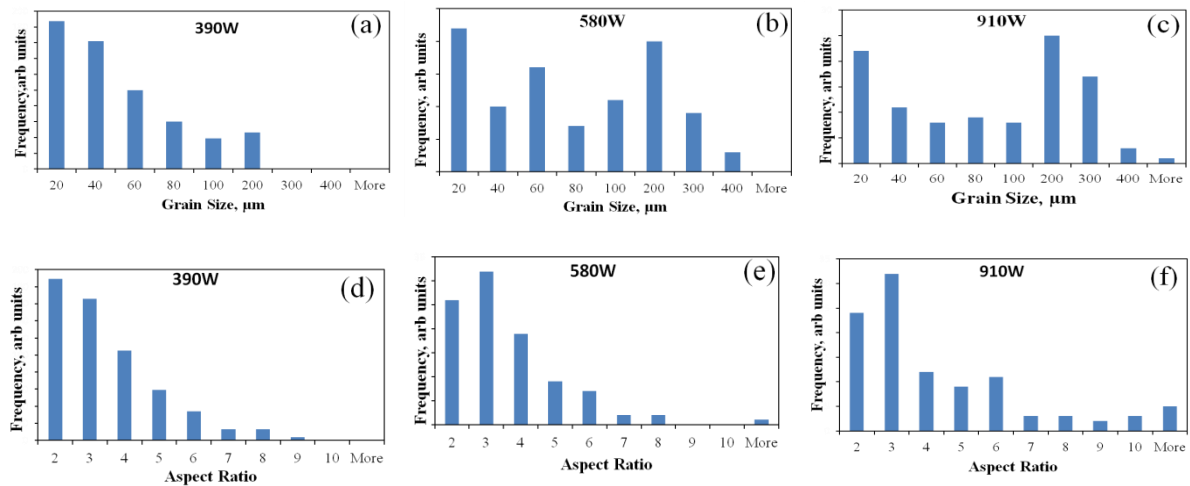 390W
(a)
Frequency,arb units
20 40 60 80 100 200 300 400 More
Grain Size, µm
580W
(b)
Frequency, arb units
20 40 60 80 100 200 300 400 More
Grain Size, µm
910W
(c)
Frequency, arb units
20 40 60 80 100 200 300 400 More
Grain Size, µm
390W
(d)
Frequency, arb units
2 3 4 5 6 7 8 9 10 More
Aspect Ratio
580W
(e)
Frequency, arb units
2 3 4 5 6 7 8 9 10 More
Aspect Ratio
910W
(f)
Frequency, arb units
2 3 4 5 6 7 8 9 10 More
Aspect Ratio